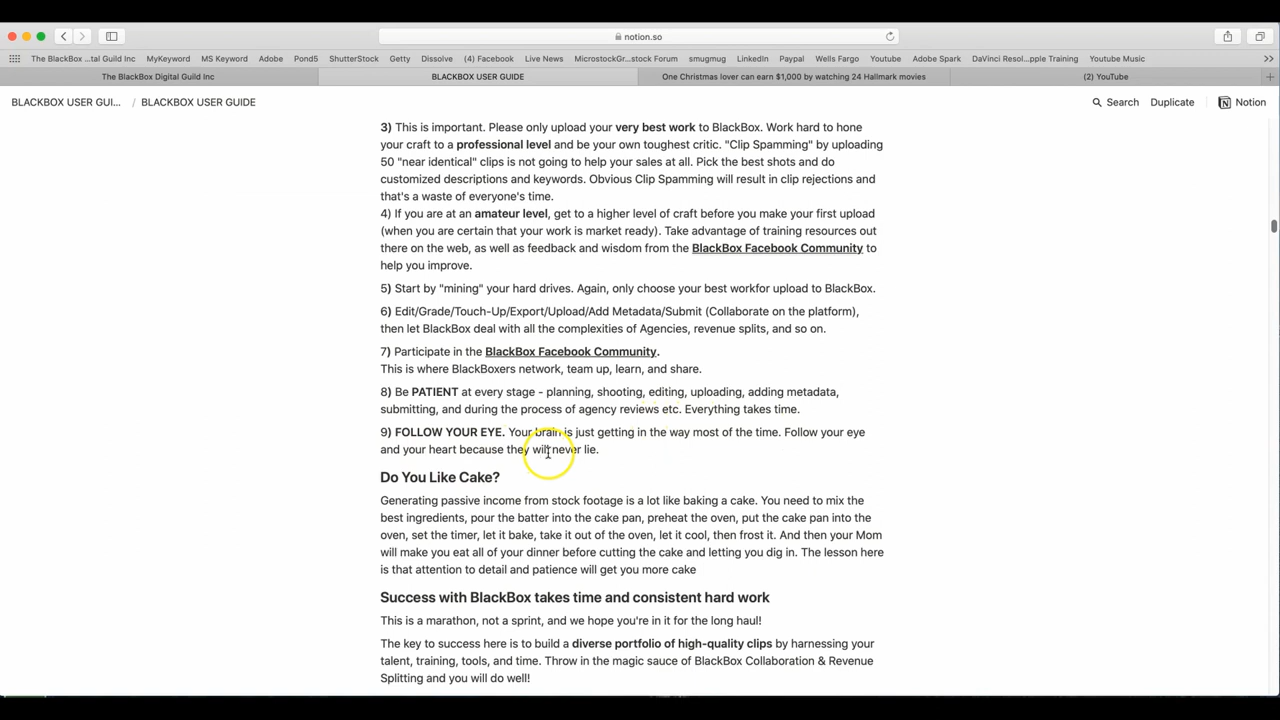 notion.so
The BlackBox ...tal Guild Inc MyKeyword MS Keyword Adobe Pond5 ShutterStock Getty Dissolve (4) Facebook Live News MicrostockGr...stock Forum smugmug LinkedIn Paypal Wells Fargo Youtube Adobe Spark DaVinci Resol...pple Training Youtube Music
The BlackBox Digital Guild Inc BLACKBOX USER GUIDE One Christmas lover can earn $1,000 by watching 24 Hallmark movies (2) YouTube
BLACKBOX USER GUI... / BLACKBOX USER GUIDE Search Duplicate Notion
3) This is important. Please only upload your very best work to BlackBox. Work hard to hone
your craft to a professional level and be your own toughest critic. "Clip Spamming" by uploading
50 "near identical" clips is not going to help your sales at all. Pick the best shots and do
customized descriptions and keywords. Obvious Clip Spamming will result in clip rejections and
that's a waste of everyone's time.
4) If you are at an amateur level, get to a higher level of craft before you make your first upload
(when you are certain that your work is market ready). Take advantage of training resources out
there on the web, as well as feedback and wisdom from the BlackBox Facebook Community to
help you improve.
5) Start by "mining" your hard drives. Again, only choose your best workfor upload to BlackBox.
6) Edit/Grade/Touch-Up/Export/Upload/Add Metadata/Submit (Collaborate on the platform),
then let BlackBox deal with all the complexities of Agencies, revenue splits, and so on.
7) Participate in the BlackBox Facebook Community.
This is where BlackBoxers network, team up, learn, and share.
8) Be PATIENT at every stage - planning, shooting, editing, uploading, adding metadata,
submitting, and during the process of agency reviews etc. Everything takes time.
9) FOLLOW YOUR EYE. Your brain is just getting in the way most of the time. Follow your eye
and your heart because they will never lie.
Do You Like Cake?
Generating passive income from stock footage is a lot like baking a cake. You need to mix the
best ingredients, pour the batter into the cake pan, preheat the oven, put the cake pan into the
oven, set the timer, let it bake, take it out of the oven, let it cool, then frost it. And then your Mom
will make you eat all of your dinner before cutting the cake and letting you dig in. The lesson here
is that attention to detail and patience will get you more cake
Success with BlackBox takes time and consistent hard work
This is a marathon, not a sprint, and we hope you're in it for the long haul!
The key to success here is to build a diverse portfolio of high-quality clips by harnessing your
talent, training, tools, and time. Throw in the magic sauce of BlackBox Collaboration & Revenue
Splitting and you will do well!